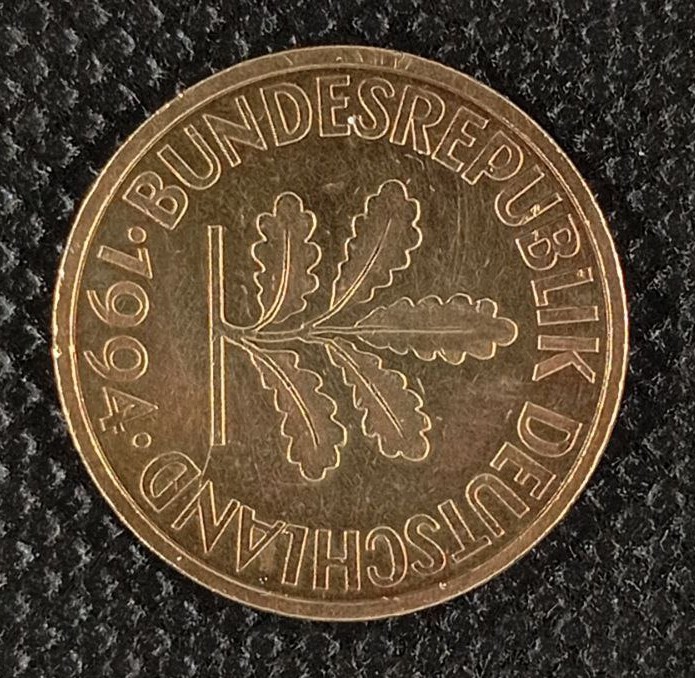 BUNDESREPUBLIK DEUTSCHLAND
· 1994 ·